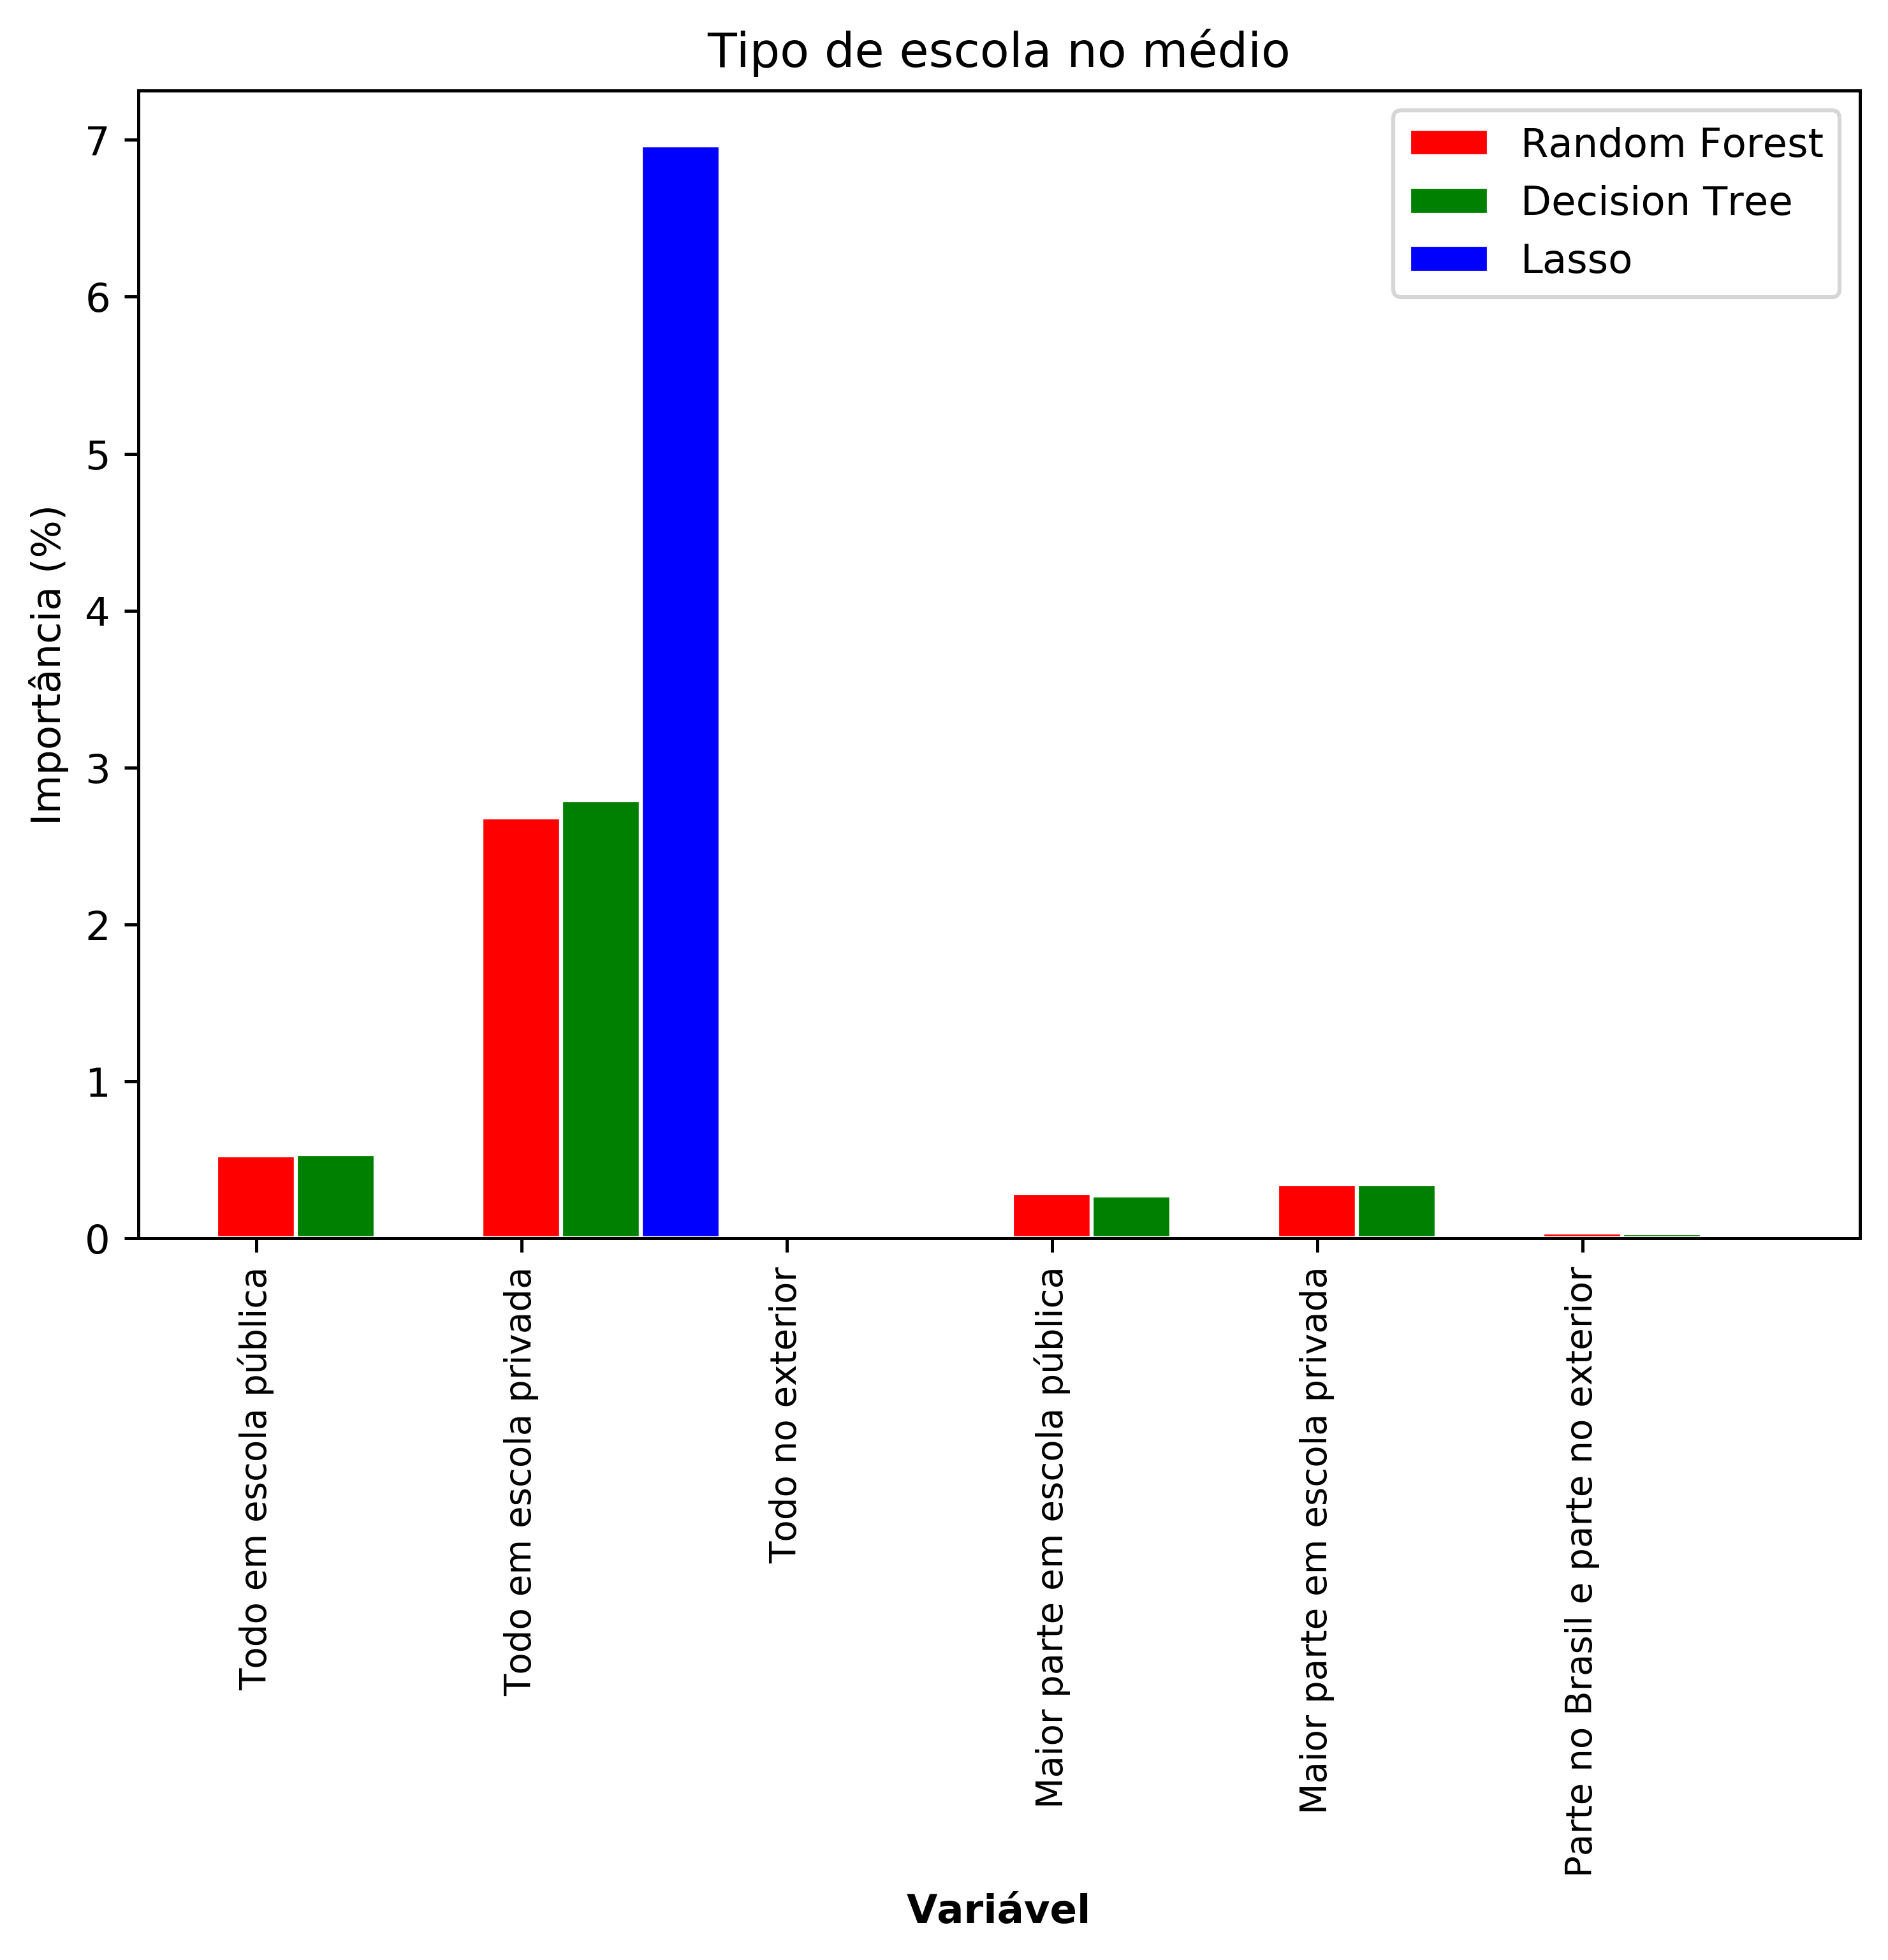 Tipo de escola no médio
Random Forest
Decision Tree
Lasso
Importância (%)
7
6
5
4
3
2
1
0
Todo em escola pública
Todo em escola privada
Todo no exterior
Maior parte em escola pública
Maior parte em escola privada
Parte no Brasil e parte no exterior
Variável